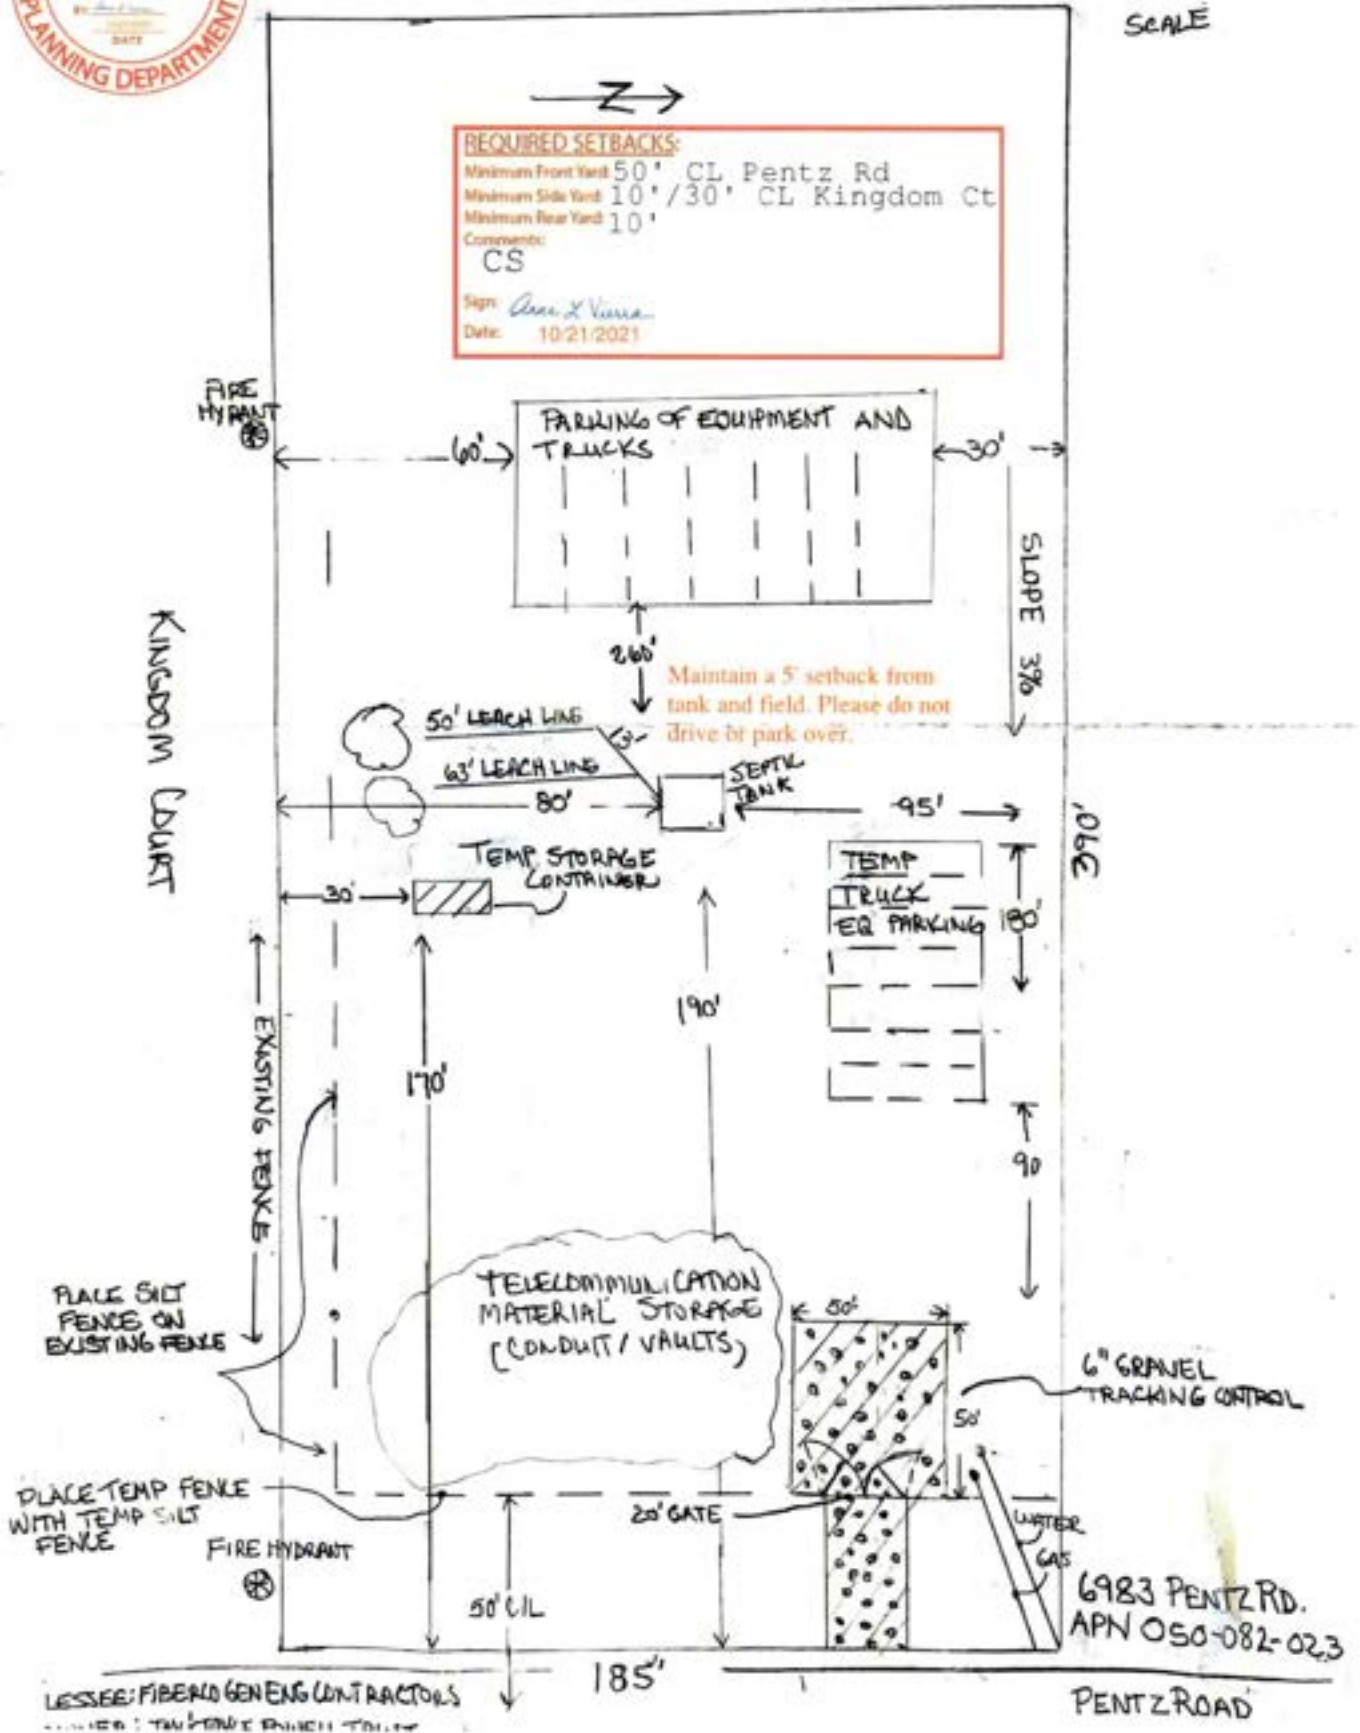 PLANNING DEPARTMENT
BY:
DATE
SCALE
Z
REQUIRED SETBACKS:
Minimum Front Yard: 50' CL Pentz Rd
Minimum Side Yard: 10'/30' CL Kingdom Ct
Minimum Rear Yard: 10'
Comments:
CS
Sign:
Date: 10/21/2021
FIRE
HYRANT
60'
PARKING OF EQUIPMENT AND
TRUCKS
30'
SLOPE 3%
260'
Maintain a 5' setback from
tank and field. Please do not
drive or park over.
KINGDOM COURT
50' LEACH LINE
13'
63' LEACH LINE
SEPTIC
TANK
80'
95'
390'
TEMP STORAGE
CONTAINER
30'
TEMP
TRUCK
EQ PARKING
180'
190'
170'
EXISTING FENCE
90
TELECOMMUNICATION
MATERIAL STORAGE
(CONDUIT/VAULTS)
PLACE SILT
FENCE ON
EXISTING FENCE
50'
50'
6" GRAVEL
TRACKING CONTROL
PLACE TEMP FENCE
WITH TEMP SILT
FENCE
20' GATE
WATER
GAS
FIRE HYDRANT
50' C/L
6983 PENTZ RD.
APN 050-082-023
185'
LESSEE: FIBERCO GEN ENG CONTRACTORS
PENTZ ROAD